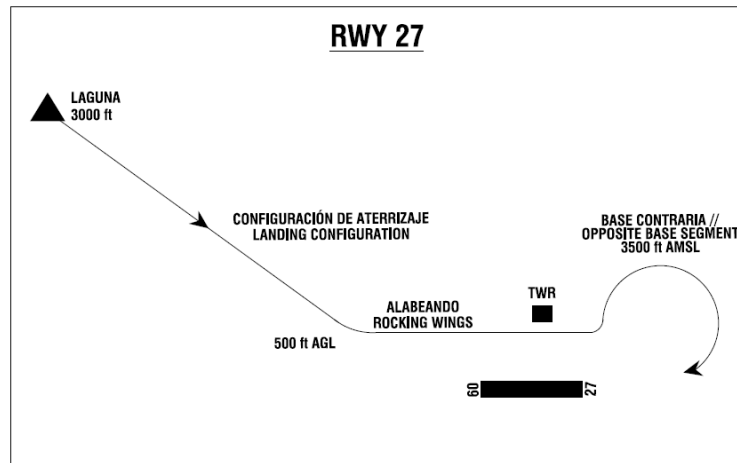 RWY 27
LAGUNA
3000 ft
CONFIGURACIÓN DE ATERRIZAJE
LANDING CONFIGURATION
BASE CONTRARIA //
OPPOSITE BASE SEGMENT
3500 ft AMSL
TWR
ALABEANDO
ROCKING WINGS
500 ft AGL
09
27